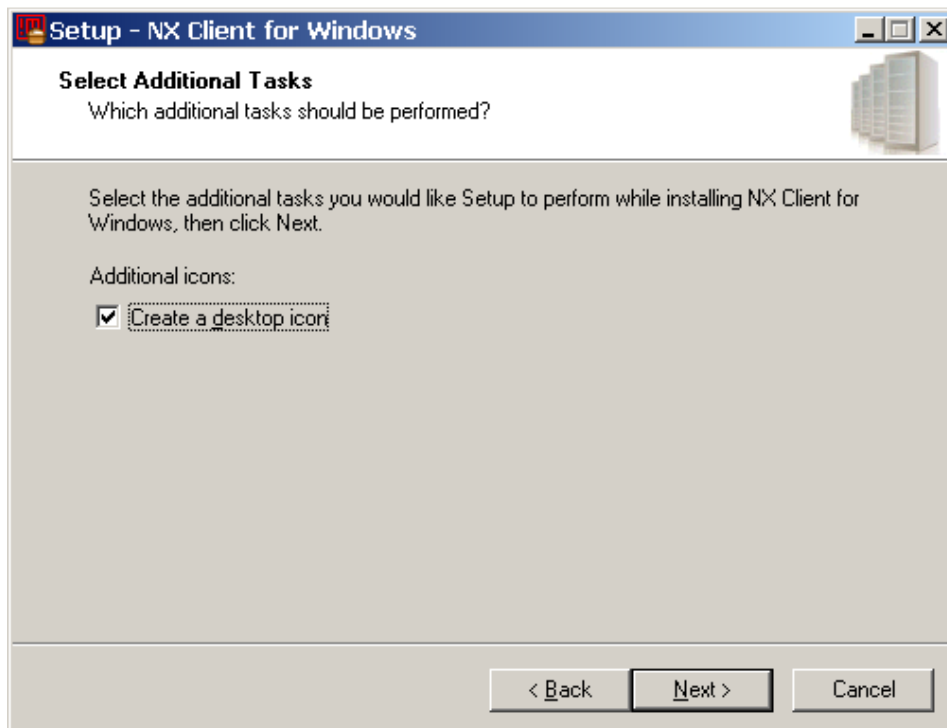 Setup - NX Client for Windows
Select Additional Tasks
Which additional tasks should be performed?
Select the additional tasks you would like Setup to perform while installing NX Client for
Windows, then click Next.
Additional icons:
Create a desktop icon
< Back
Next >
Cancel